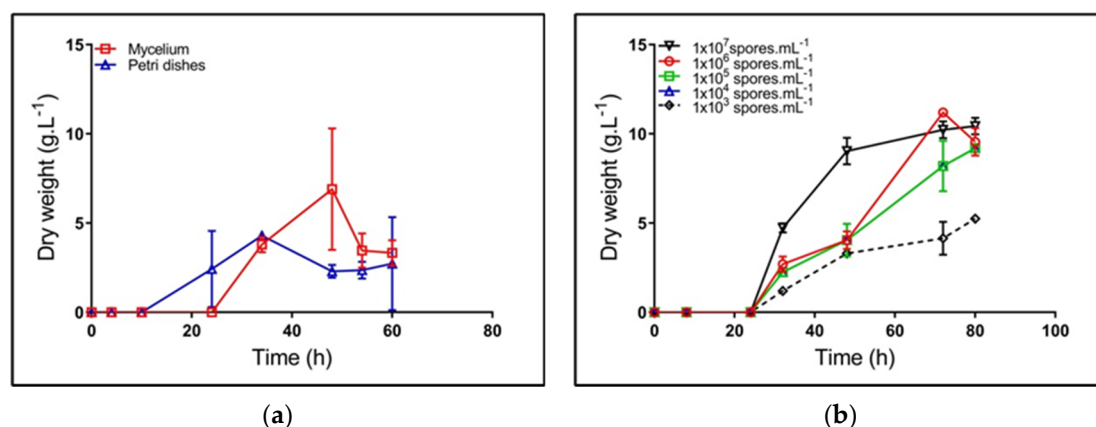 15
10
5
0
0
20
40
60
80
Dry weight (g.L⁻¹)
Time (h)
Mycelium
Petri dishes
(a)
15
10
5
0
0
20
40
60
80
100
Dry weight (g.L⁻¹)
Time (h)
1x10⁷ spores.mL⁻¹
1x10⁶ spores.mL⁻¹
1x10⁵ spores.mL⁻¹
1x10⁴ spores.mL⁻¹
1x10³ spores.mL⁻¹
(b)